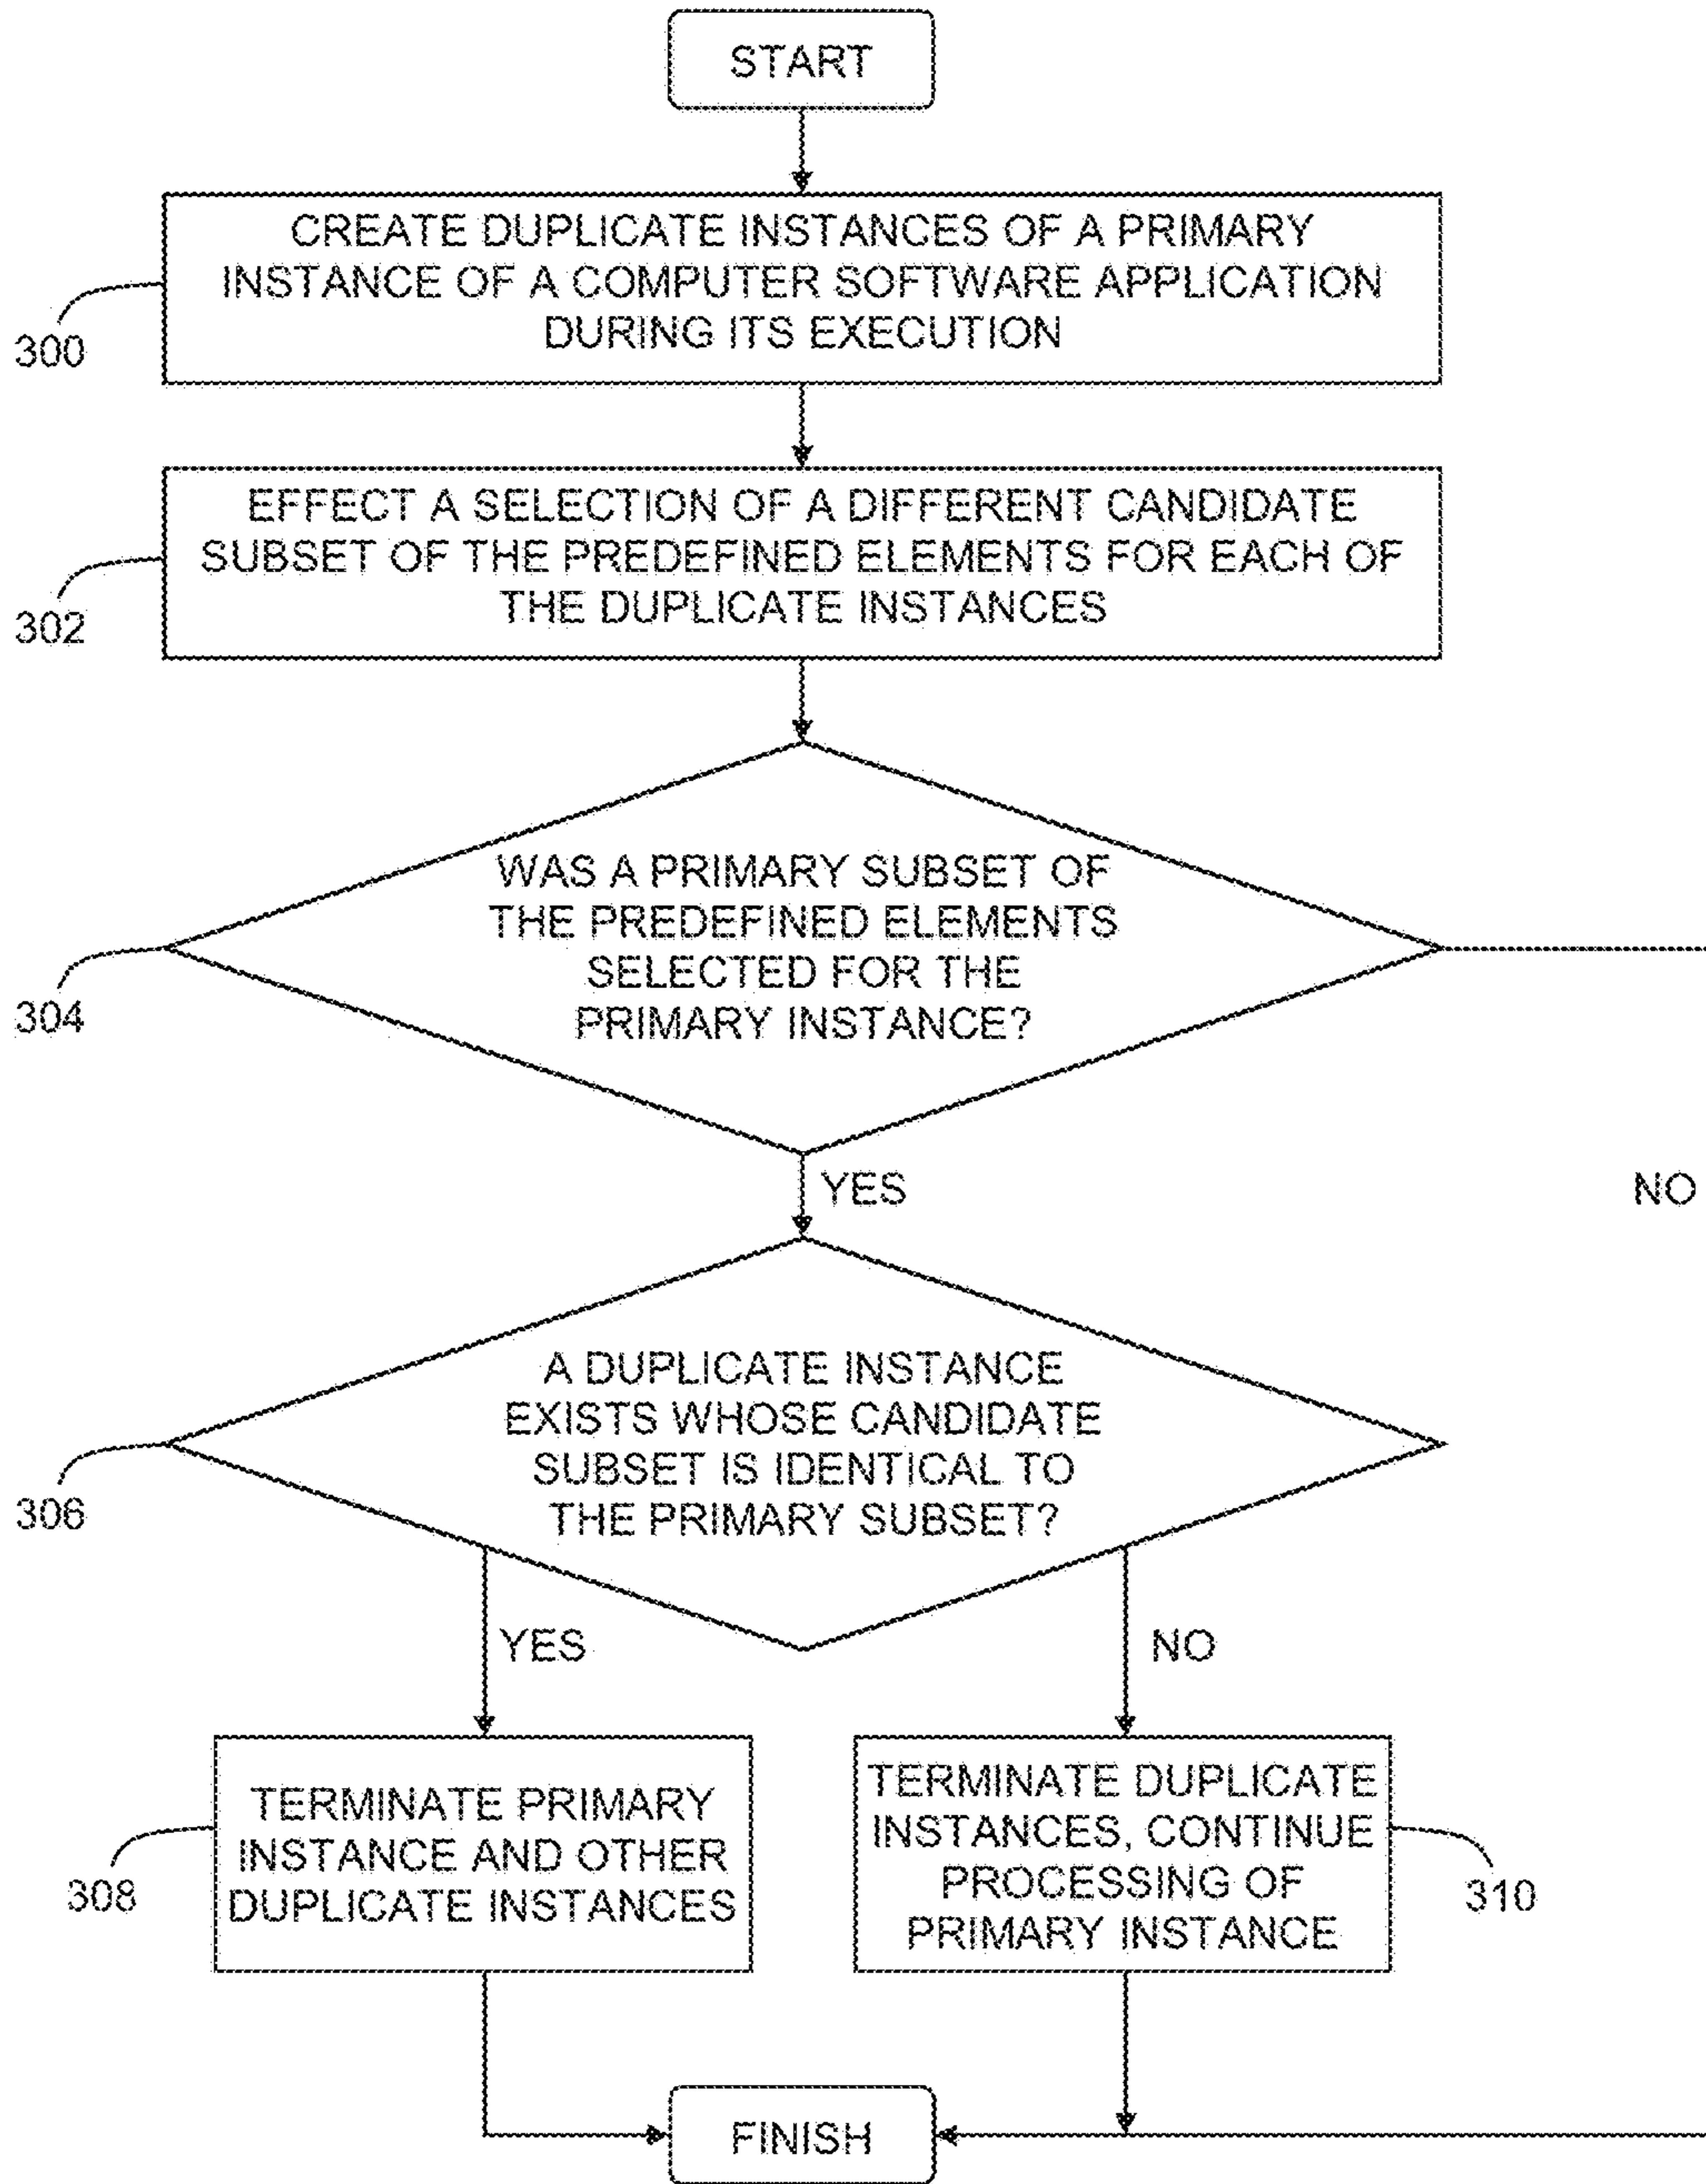 START
CREATE DUPLICATE INSTANCES OF A PRIMARY
INSTANCE OF A COMPUTER SOFTWARE APPLICATION
DURING ITS EXECUTION
300
EFFECT A SELECTION OF A DIFFERENT CANDIDATE
SUBSET OF THE PREDEFINED ELEMENTS FOR EACH OF
THE DUPLICATE INSTANCES
302
WAS A PRIMARY SUBSET OF
THE PREDEFINED ELEMENTS
SELECTED FOR THE
PRIMARY INSTANCE?
304
YES
NO
A DUPLICATE INSTANCE
EXISTS WHOSE CANDIDATE
SUBSET IS IDENTICAL TO
THE PRIMARY SUBSET?
306
YES
NO
TERMINATE PRIMARY
INSTANCE AND OTHER
DUPLICATE INSTANCES
308
TERMINATE DUPLICATE
INSTANCES, CONTINUE
PROCESSING OF
PRIMARY INSTANCE
310
FINISH